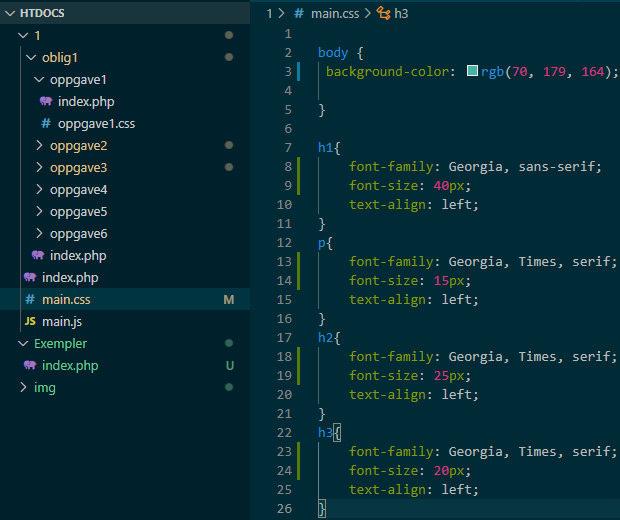 HTDOCS
1
oblig1
oppgave1
index.php
# oppgave1.css
oppgave2
oppgave3
oppgave4
oppgave5
oppgave6
index.php
index.php
# main.css M
JS main.js
Exempler
index.php U
img
1 > # main.css > h3
1
2 body {
3 background-color: rgb(70, 179, 164);
4
5 }
6
7 h1{
8 font-family: Georgia, sans-serif;
9 font-size: 40px;
10 text-align: left;
11 }
12 p{
13 font-family: Georgia, Times, serif;
14 font-size: 15px;
15 text-align: left;
16 }
17 h2{
18 font-family: Georgia, Times, serif;
19 font-size: 25px;
20 text-align: left;
21 }
22 h3{
23 font-family: Georgia, Times, serif;
24 font-size: 20px;
25 text-align: left;
26 }